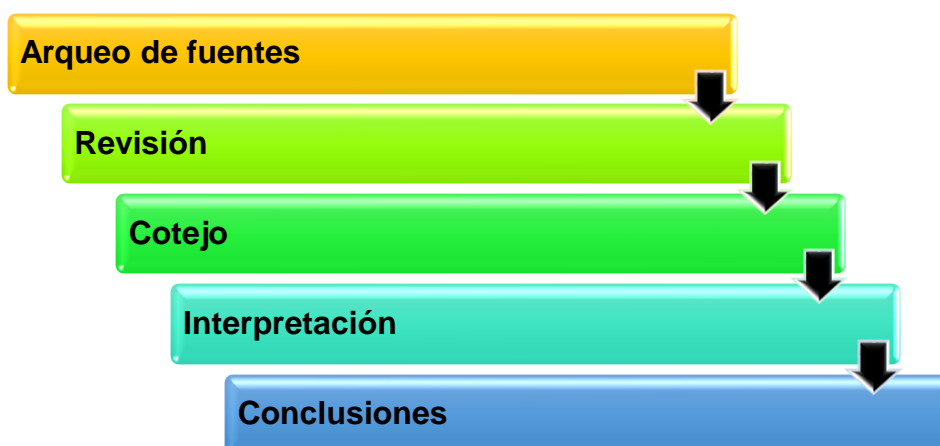 Arqueo de fuentes
Revisión
Cotejo
Interpretación
Conclusiones